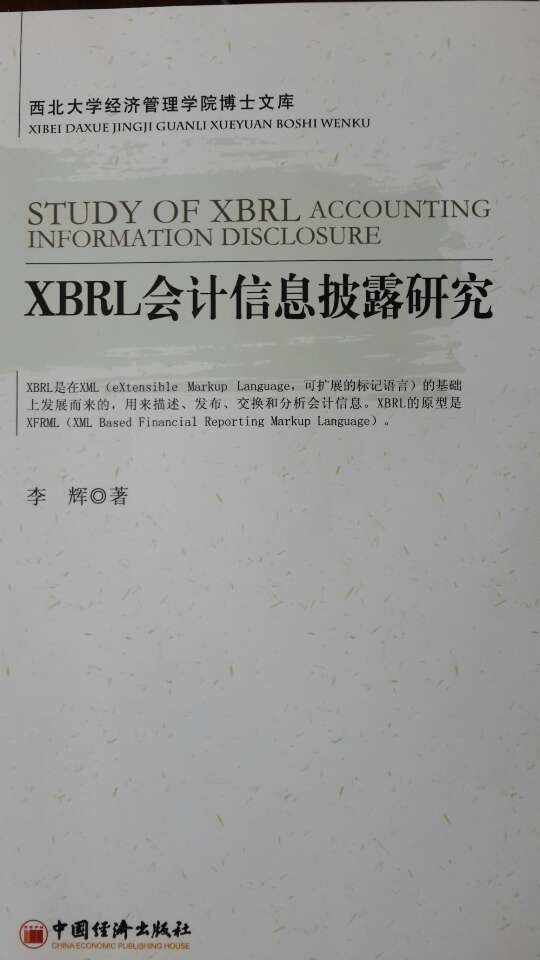 西北大学经济管理学院博士文库
XIBEI DAXUE JINGJI GUANLI XUEYUAN BOSHI WENKU
STUDY OF XBRL ACCOUNTING
INFORMATION DISCLOSURE
XBRL会计信息披露研究
XBRL是在XML（eXtensible Markup Language，可扩展的标记语言）的基础
上发展而来的，用来描述、发布、交换和分析会计信息。XBRL的原型是
XFRML（XML Based Financial Reporting Markup Language）。
李 辉◎著
中国经济出版社
CHINA ECONOMIC PUBLISHING HOUSE